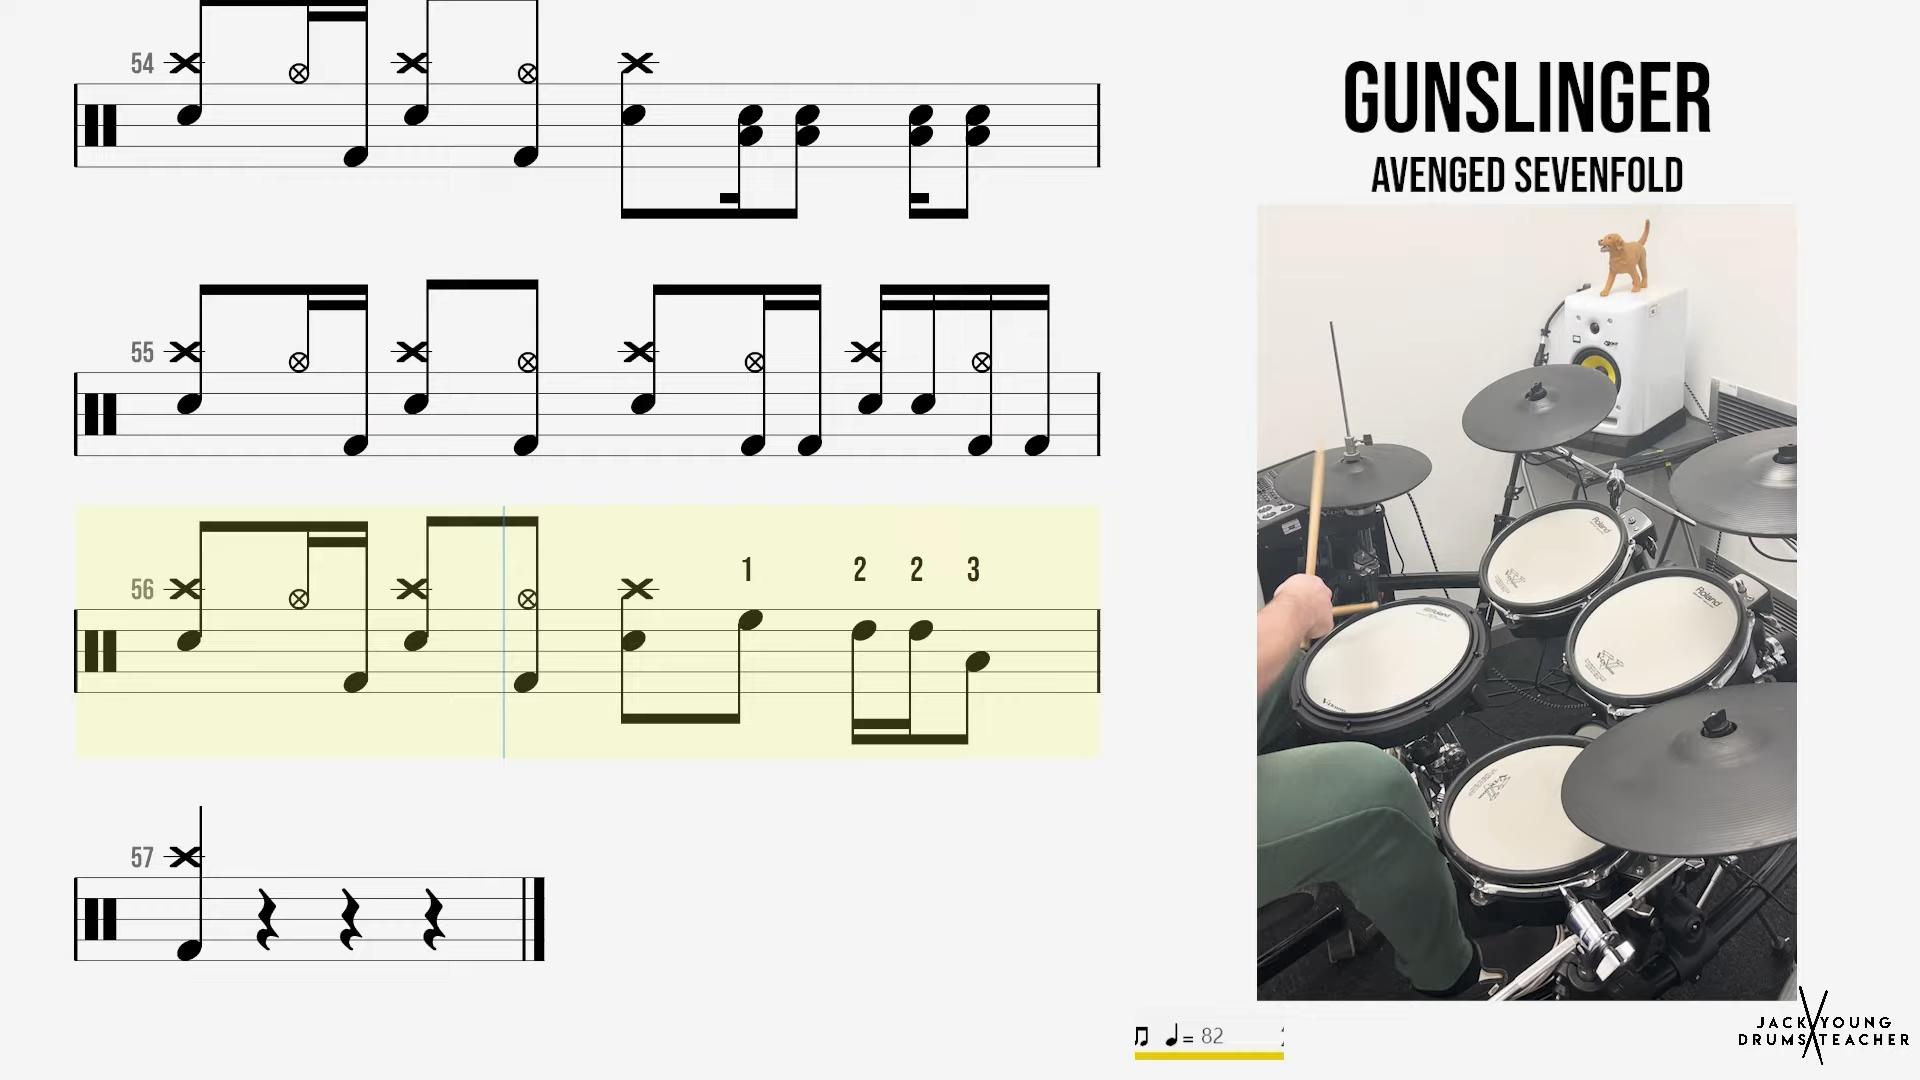 54
GUNSLINGER
AVENGED SEVENFOLD
55
56
1 2 2 3
57
= 82
JACK YOUNG
DRUMS TEACHER